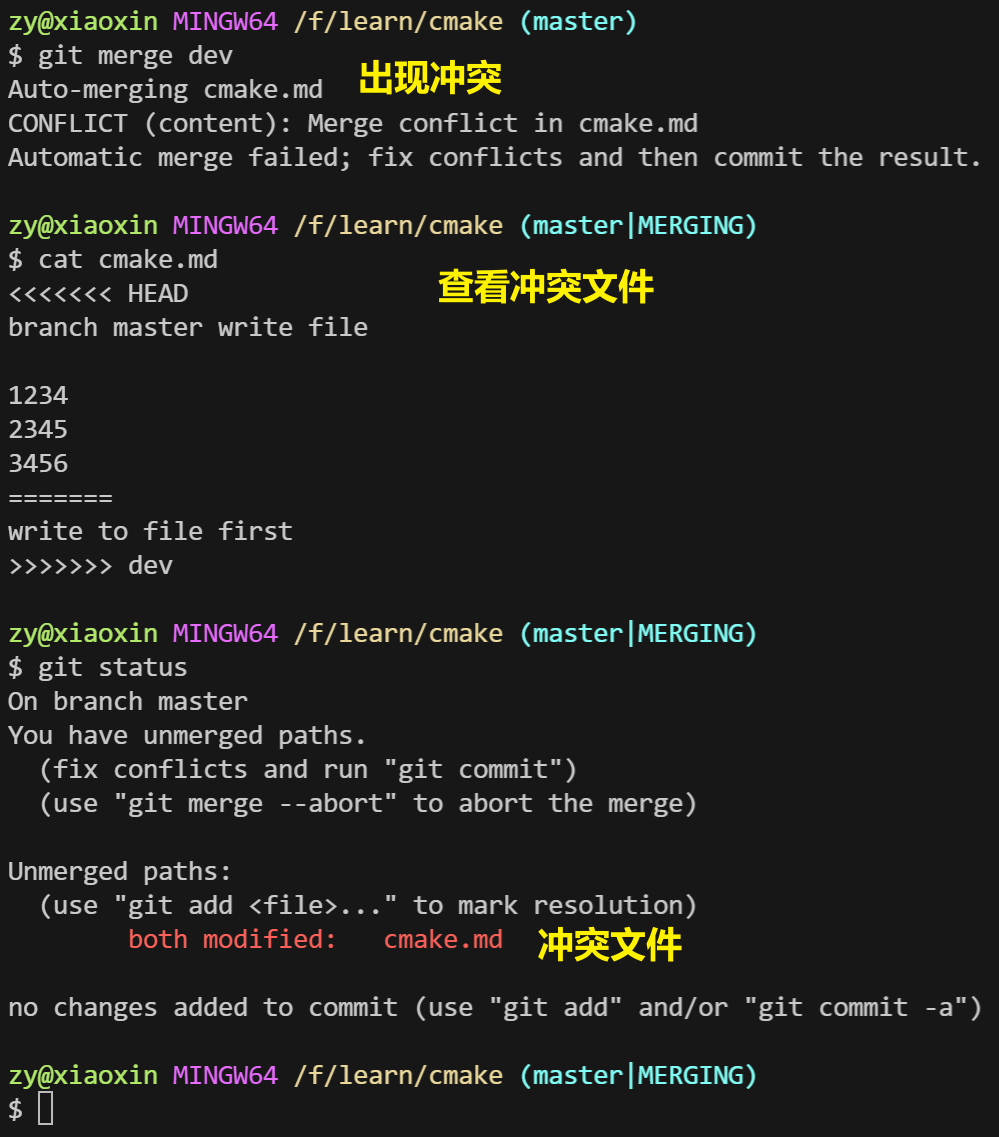 zy@xiaoxin MINGW64 /f/learn/cmake (master)
$ git merge dev
出现冲突
Auto-merging cmake.md
CONFLICT (content): Merge conflict in cmake.md
Automatic merge failed; fix conflicts and then commit the result.
zy@xiaoxin MINGW64 /f/learn/cmake (master|MERGING)
$ cat cmake.md
查看冲突文件
<<<<<<< HEAD
branch master write file
1234
2345
3456
=======
write to file first
>>>>>>> dev
zy@xiaoxin MINGW64 /f/learn/cmake (master|MERGING)
$ git status
On branch master
You have unmerged paths.
  (fix conflicts and run "git commit")
  (use "git merge --abort" to abort the merge)
Unmerged paths:
  (use "git add <file>..." to mark resolution)
        both modified:   cmake.md
冲突文件
no changes added to commit (use "git add" and/or "git commit -a")
zy@xiaoxin MINGW64 /f/learn/cmake (master|MERGING)
$